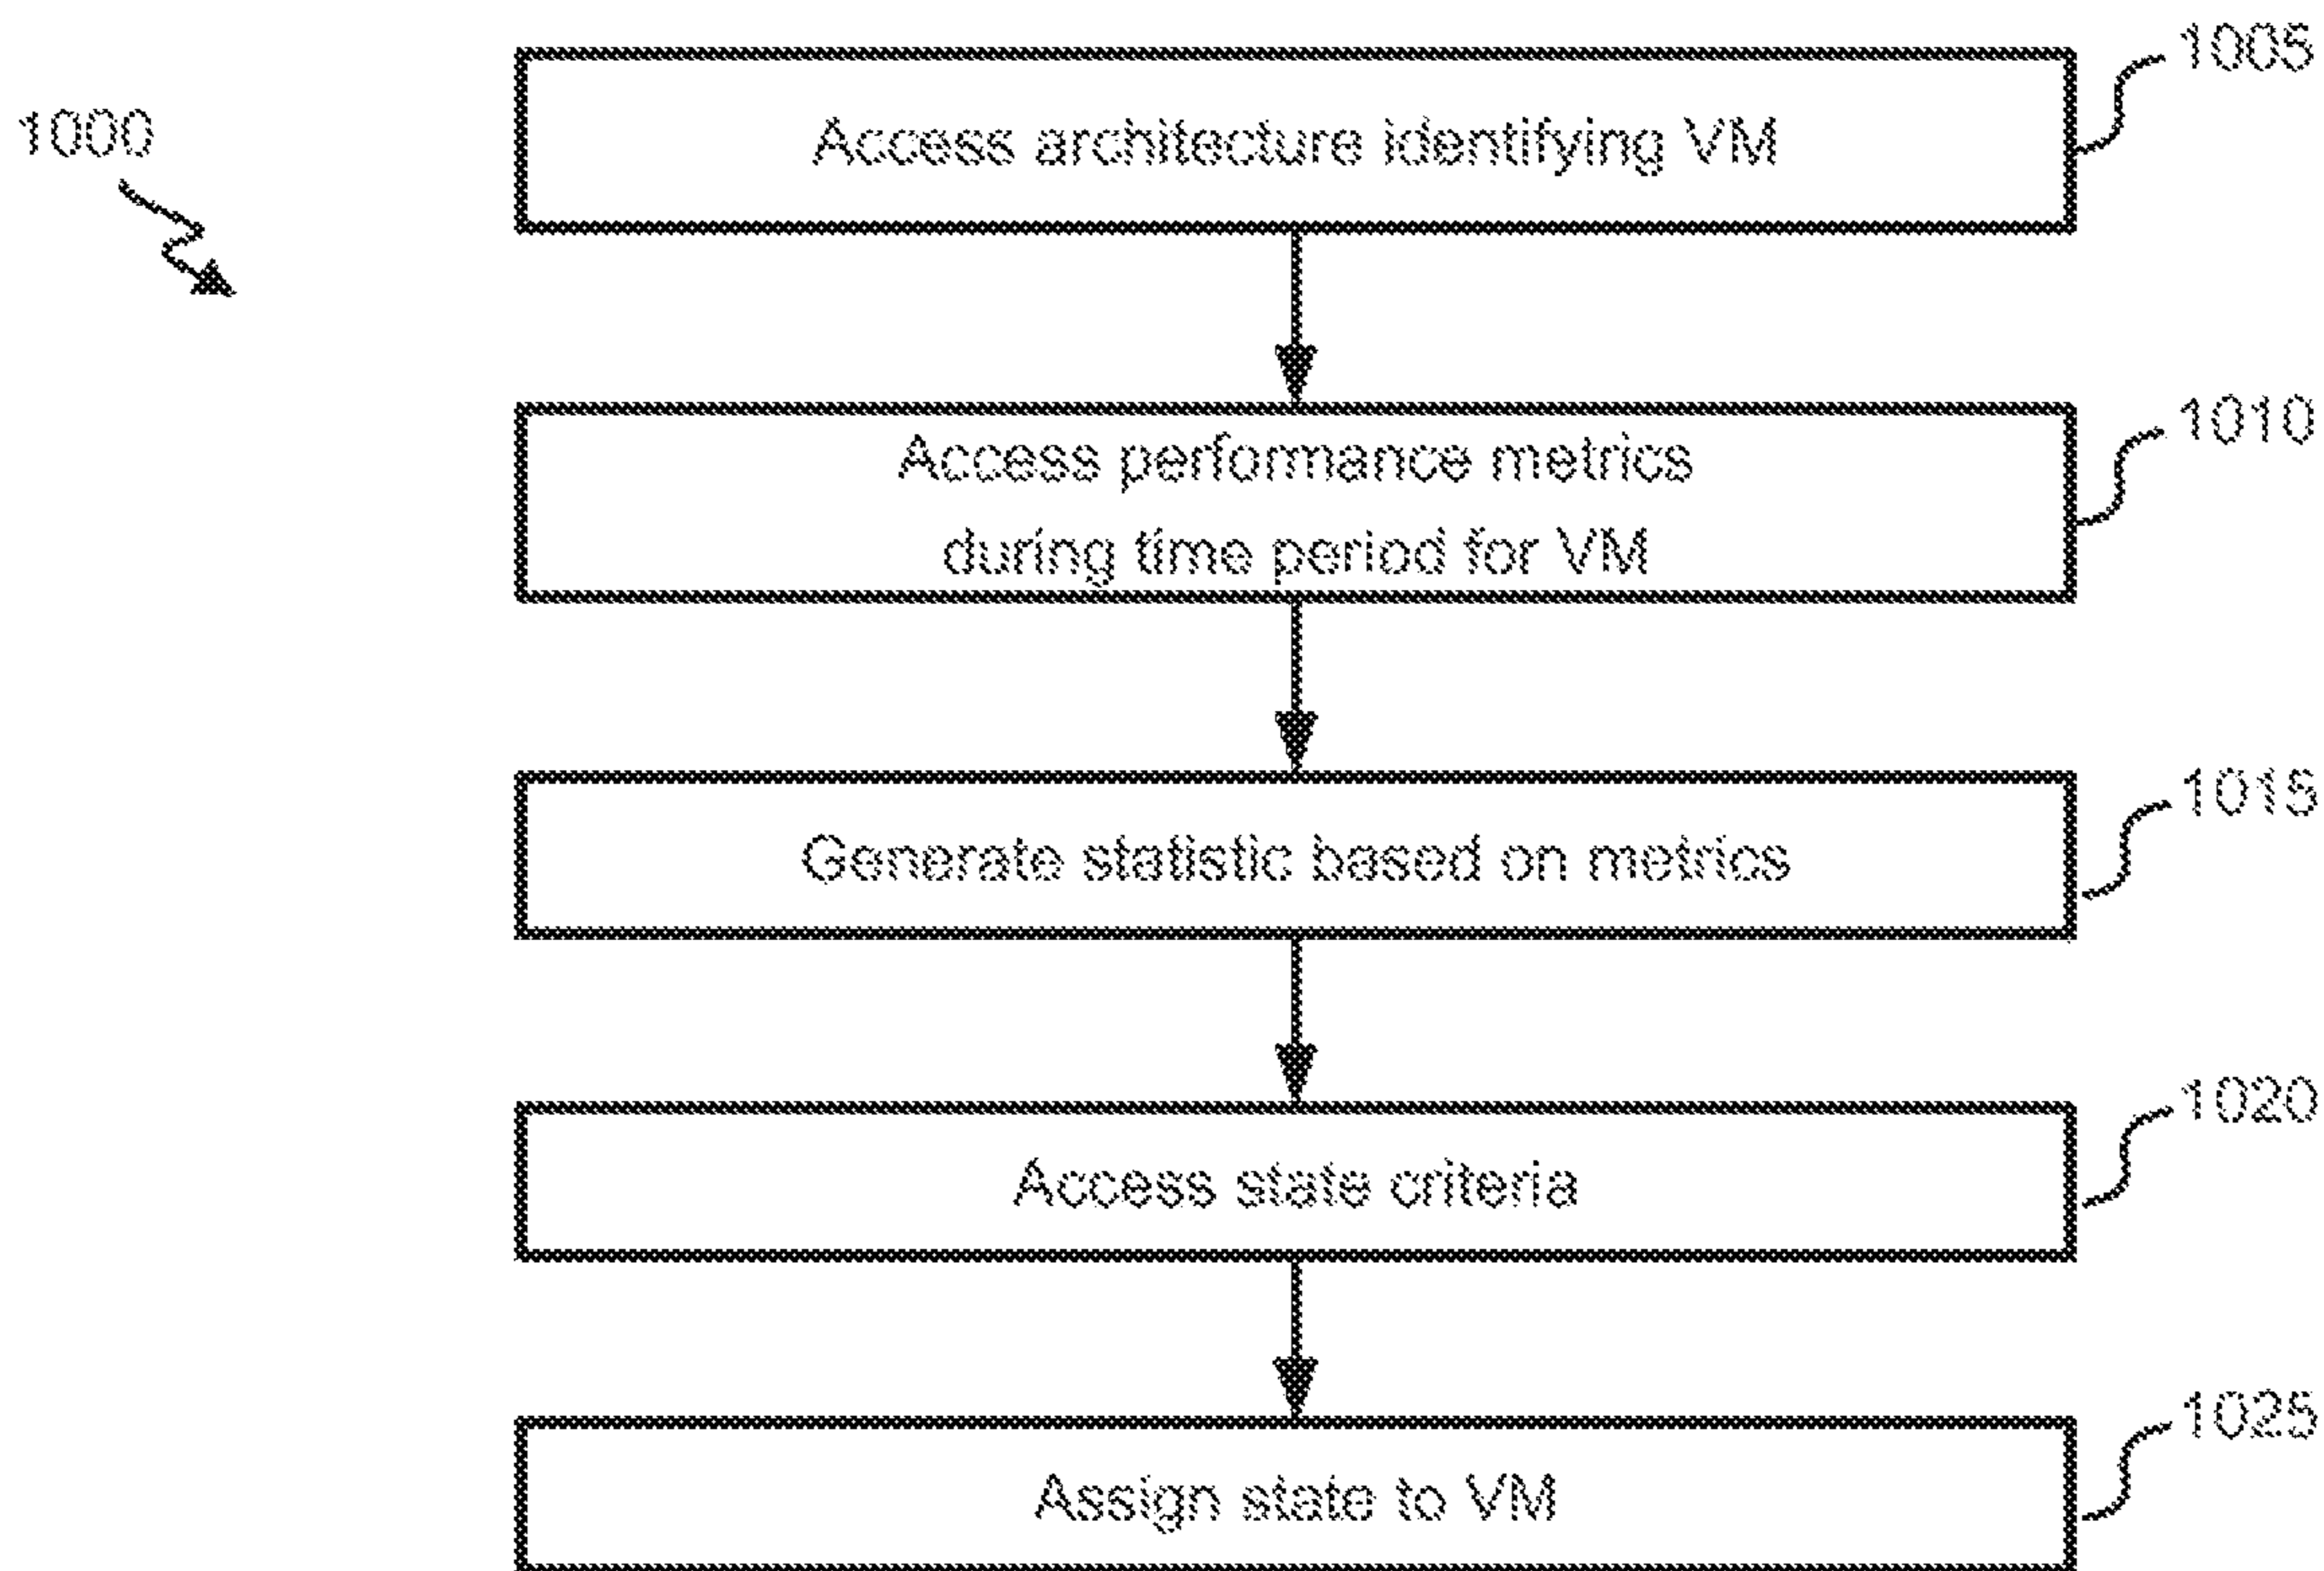 1005
1000
Access architecture identifying VM
1010
Access performance metrics
during time period for VM
1015
Generate statistic based on metrics
1020
Access state criteria
1025
Assign state to VM